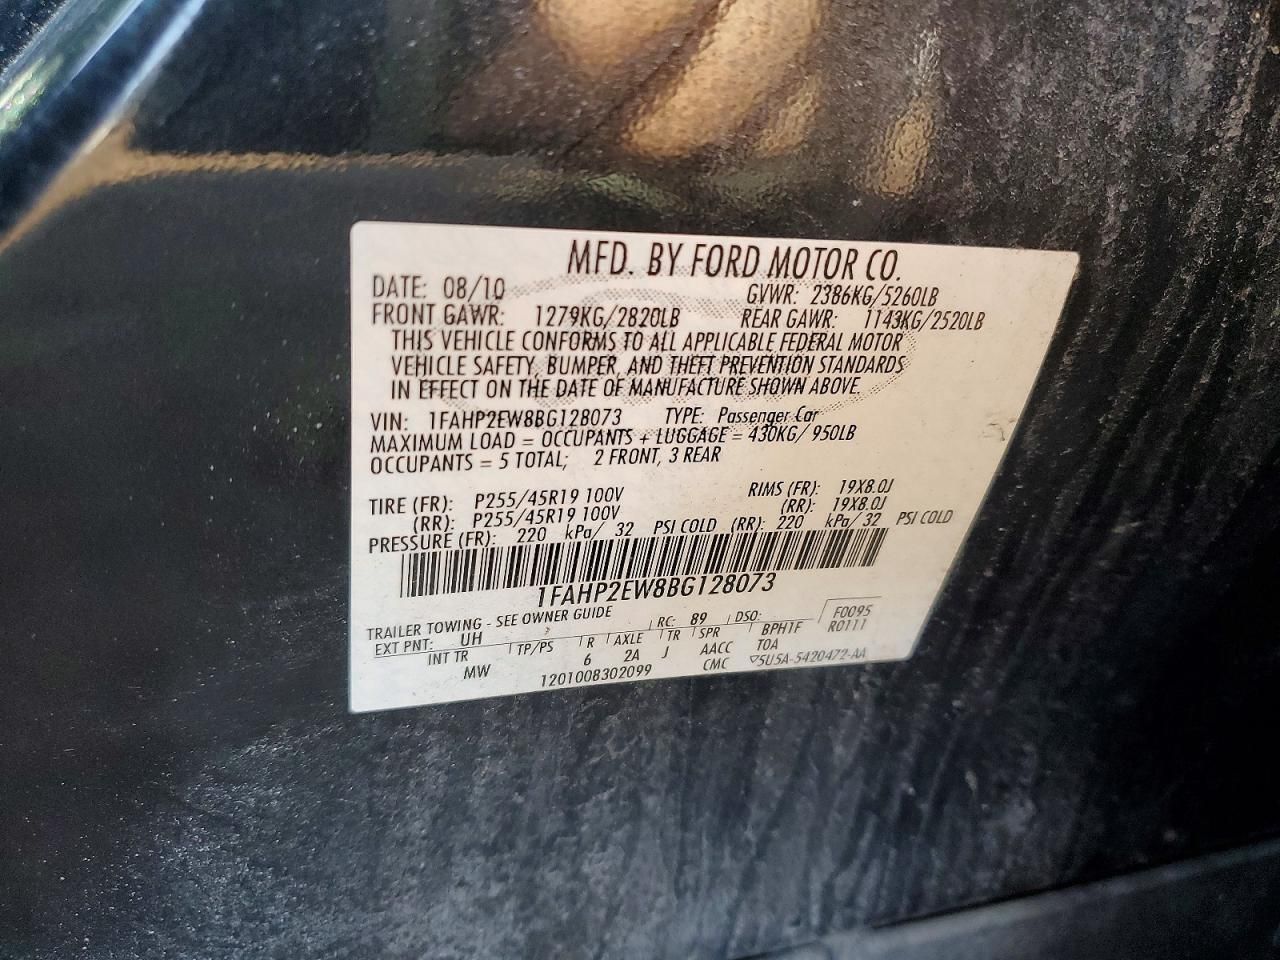 MFD. BY FORD MOTOR CO.
DATE: 08/10 GVWR: 2386KG/5260LB
FRONT GAWR: 1279KG/2820LB REAR GAWR: 1143KG/2520LB
THIS VEHICLE CONFORMS TO ALL APPLICABLE FEDERAL MOTOR
VEHICLE SAFETY, BUMPER, AND THEFT PREVENTION STANDARDS
IN EFFECT ON THE DATE OF MANUFACTURE SHOWN ABOVE.
VIN: 1FAHP2EW8BG128073 TYPE: Passenger Car
MAXIMUM LOAD = OCCUPANTS + LUGGAGE = 430KG/ 950LB
OCCUPANTS = 5 TOTAL; 2 FRONT, 3 REAR
TIRE (FR): P255/45R19 100V RIMS (FR): 19X8.0J
(RR): P255/45R19 100V (RR): 19X8.0J
PRESSURE (FR): 220 kPa/ 32 PSI COLD (RR): 220 kPa/ 32 PSI COLD
1FAHP2EW8BG128073
TRAILER TOWING - SEE OWNER GUIDE
EXT PNT: UH RC: 89 DSO: F0095
INT TR TP/PS R AXLE TR SPR BPH1F R0111
MW 6 2A J AACC T0A
1201008302099 CMC ▽5U5A-5420472-AA